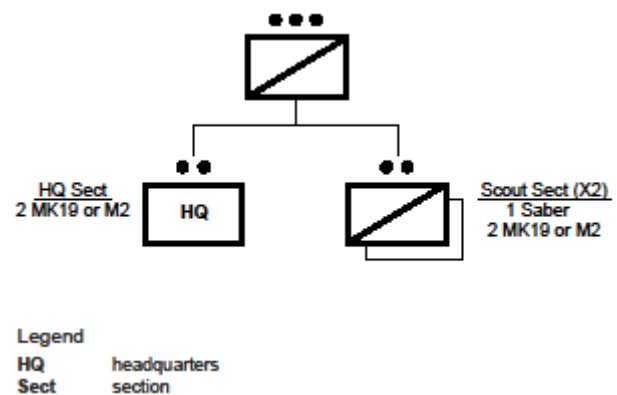 HQ Sect
2 MK19 or M2
HQ
Scout Sect (X2)
1 Saber
2 MK19 or M2
Legend
HQ headquarters
Sect section